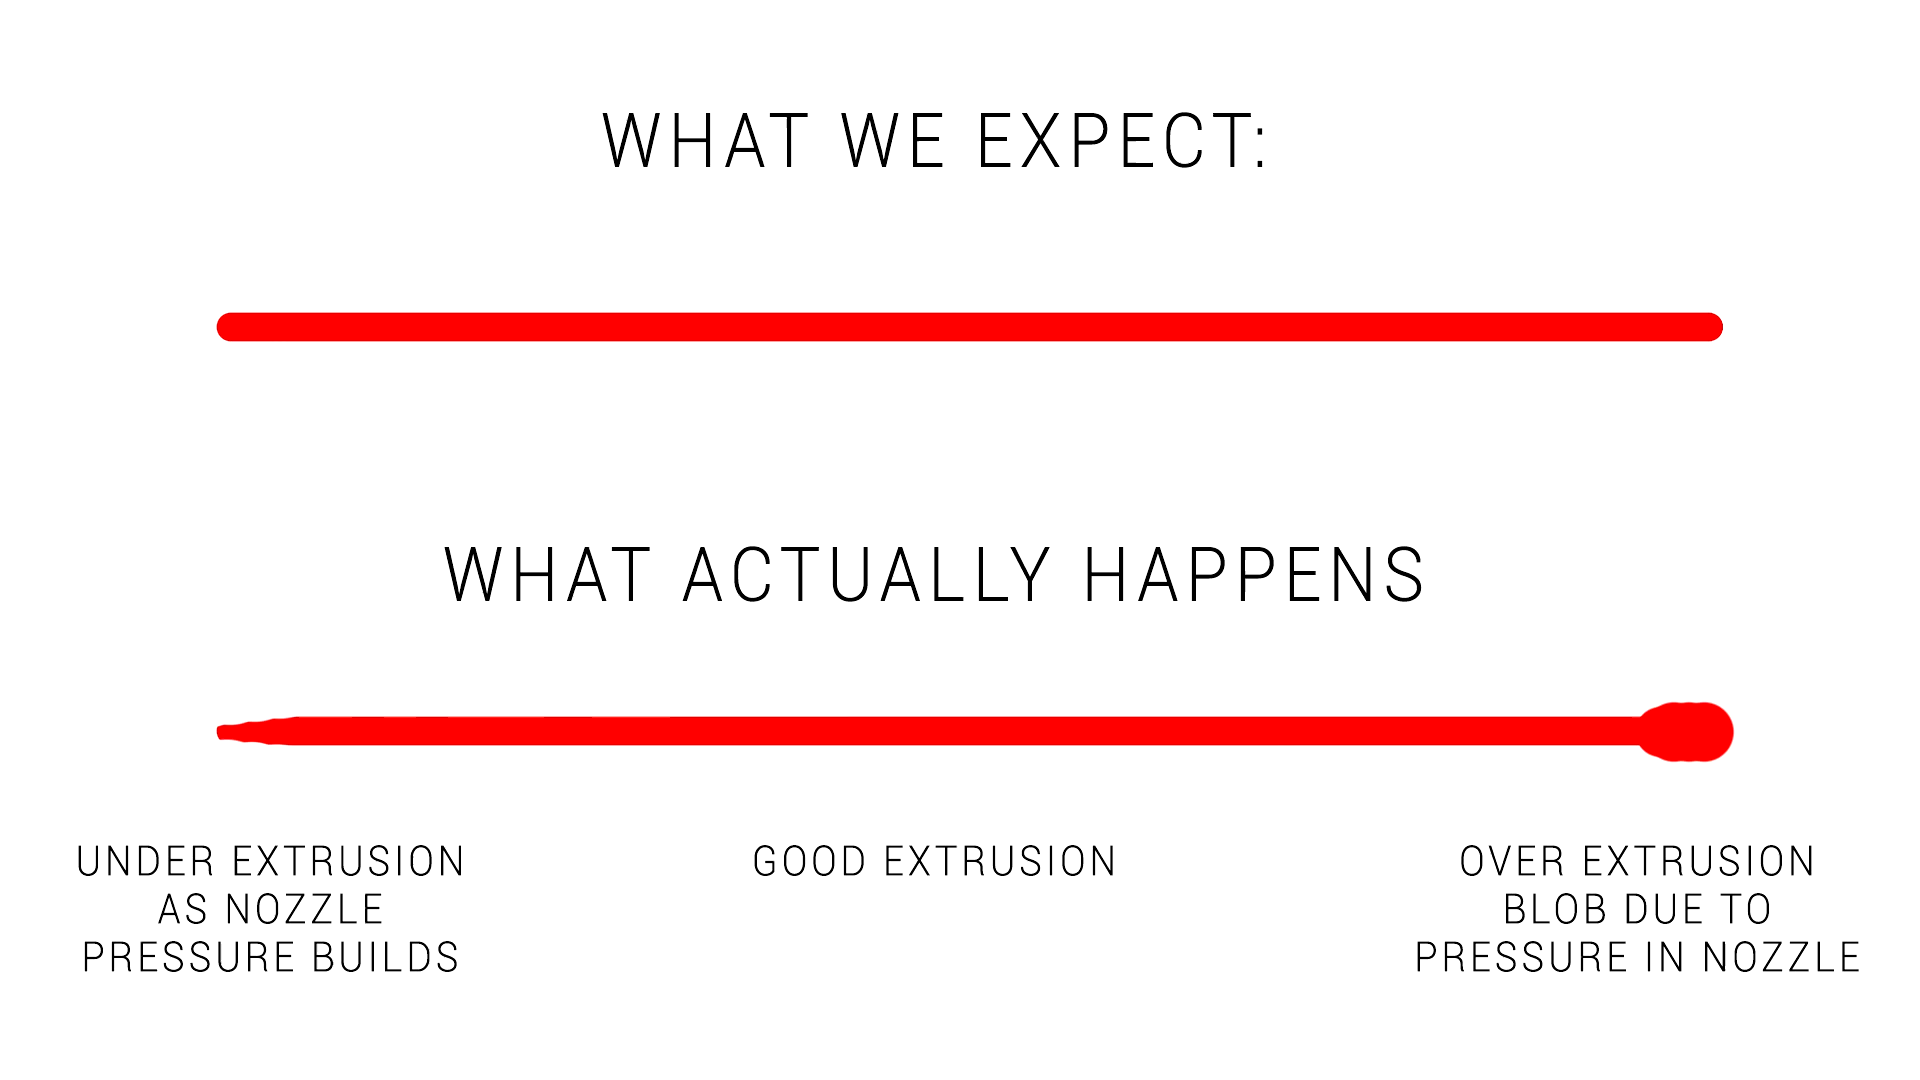 WHAT WE EXPECT:
WHAT ACTUALLY HAPPENS
UNDER EXTRUSION
AS NOZZLE
PRESSURE BUILDS
GOOD EXTRUSION
OVER EXTRUSION
BLOB DUE TO
PRESSURE IN NOZZLE